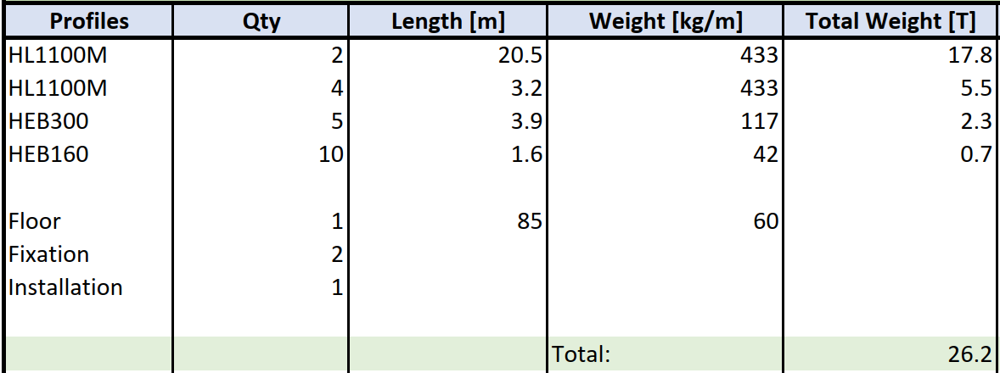 Profiles Qty Length [m] Weight [kg/m] Total Weight [T]
HL1100M 2 20.5 433 17.8
HL1100M 4 3.2 433 5.5
HEB300 5 3.9 117 2.3
HEB160 10 1.6 42 0.7
Floor 1 85 60
Fixation 2
Installation 1
Total: 26.2